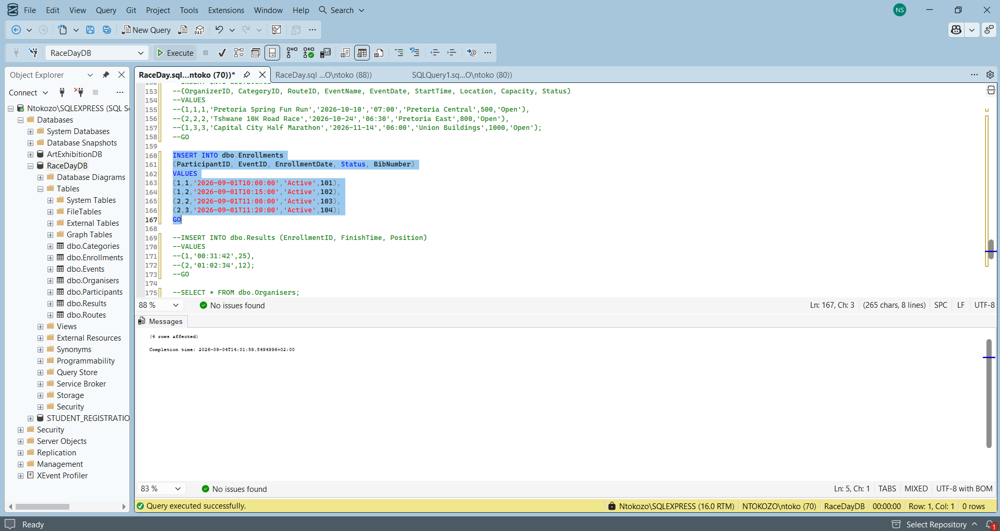 File Edit View Query Git Project Tools Extensions Window Help Search NS
New Query DAX
RaceDayDB Execute
Object Explorer
Connect
Ntokozo\SQLEXPRESS (SQL S
Databases
System Databases
Database Snapshots
ArtExhibitionDB
RaceDayDB
Database Diagrams
Tables
System Tables
FileTables
External Tables
Graph Tables
dbo.Categories
dbo.Enrollments
dbo.Events
dbo.Organisers
dbo.Participants
dbo.Results
dbo.Routes
Views
External Resources
Synonyms
Programmability
Query Store
Service Broker
Storage
Security
STUDENT_REGISTRATIO
Security
Server Objects
Replication
Management
XEvent Profiler
RaceDay.sql...ntoko (70))* RaceDay.sql ...O\ntoko (88)) SQLQuery1.sq...O\ntoko (80))
152 --INSERT INTO dbo.Events
153 --(OrganizerID, CategoryID, RouteID, EventName, EventDate, StartTime, Location, Capacity, Status)
154 --VALUES
155 --(1,1,1,'Pretoria Spring Fun Run','2026-10-10','07:00','Pretoria Central',500,'Open'),
156 --(2,2,2,'Tshwane 10K Road Race','2026-10-24','06:30','Pretoria East',800,'Open'),
157 --(1,3,3,'Capital City Half Marathon','2026-11-14','06:00','Union Buildings',1000,'Open');
158 --GO
159
160 INSERT INTO dbo.Enrollments
161 (ParticipantID, EventID, EnrollmentDate, Status, BibNumber)
162 VALUES
163 (1,1,'2026-09-01T10:00:00','Active',101),
164 (1,2,'2026-09-01T10:15:00','Active',102),
165 (2,2,'2026-09-01T11:00:00','Active',103),
166 (2,3,'2026-09-01T11:20:00','Active',104);
167 GO
168
169 --INSERT INTO dbo.Results (EnrollmentID, FinishTime, Position)
170 --VALUES
171 --(1,'00:31:42',25),
172 --(2,'01:02:34',12);
173 --GO
174
175 --SELECT * FROM dbo.Organisers;
88 % No issues found Ln: 167, Ch: 3 (265 chars, 8 lines) SPC LF UTF-8
Messages
(4 rows affected)
Completion time: 2026-09-04T14:01:59.8494996+02:00
83 % No issues found Ln: 5, Ch: 1 TABS MIXED UTF-8 with BOM
Query executed successfully. Ntokozo\SQLEXPRESS (16.0 RTM) NTOKOZO\ntoko (70) RaceDayDB 00:00:00 Row: 1, Col: 1 0 rows
Ready Select Repository 1